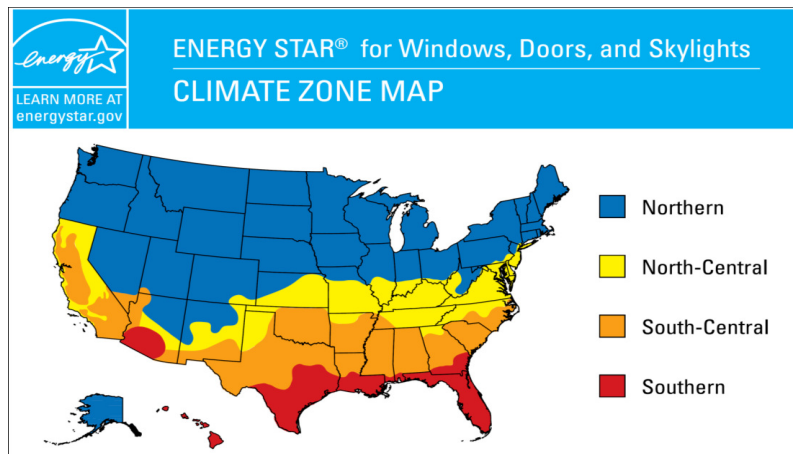 energy
LEARN MORE AT
energystar.gov
ENERGY STAR® for Windows, Doors, and Skylights
CLIMATE ZONE MAP
Northern
North-Central
South-Central
Southern